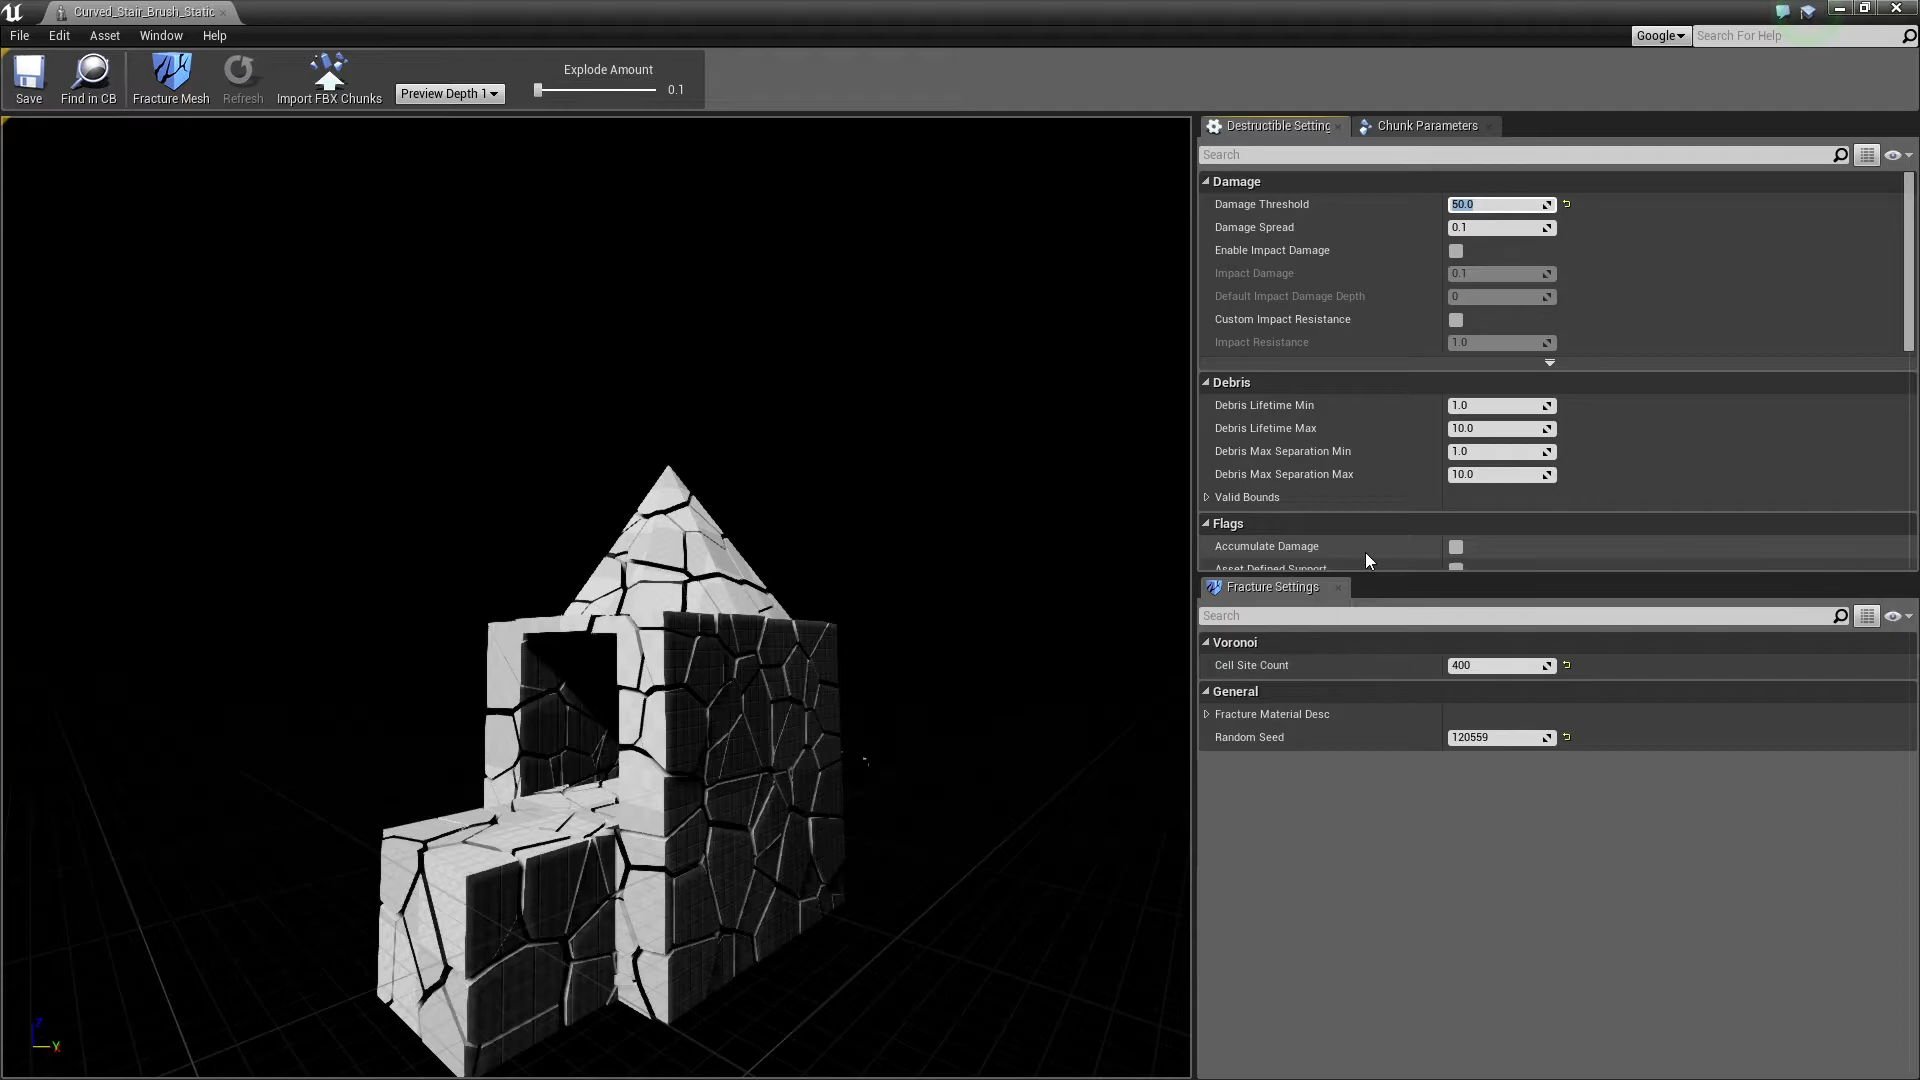 Curved_Stair_Brush_Static
File Edit Asset Window Help
Google Search For Help
Save Find in CB Fracture Mesh Refresh Import FBX Chunks Preview Depth 1 Explode Amount 0.1
Destructible Setting Chunk Parameters
Search
Damage
Damage Threshold 50.0
Damage Spread 0.1
Enable Impact Damage
Impact Damage 0.1
Default Impact Damage Depth 0
Custom Impact Resistance
Impact Resistance 1.0
Debris
Debris Lifetime Min 1.0
Debris Lifetime Max 10.0
Debris Max Separation Min 1.0
Debris Max Separation Max 10.0
Valid Bounds
Flags
Accumulate Damage
Asset Defined Support
Fracture Settings
Search
Voronoi
Cell Site Count 400
General
Fracture Material Desc
Random Seed 120559
Z
Y